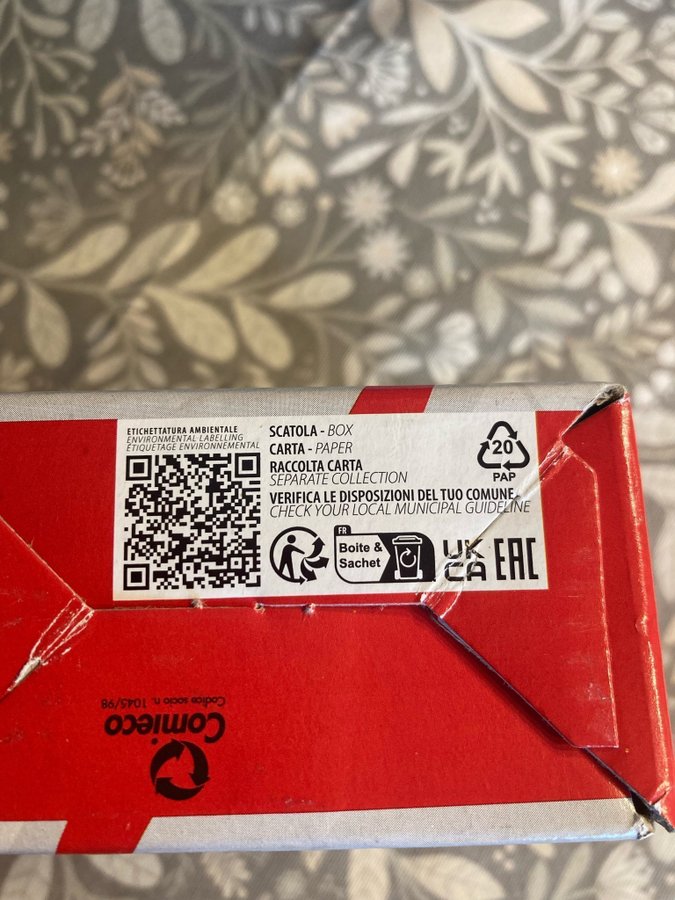 ETICHETTATURA AMBIENTALE
ENVIRONMENTAL LABELLING
ÉTIQUETAGE ENVIRONNEMENTAL
SCATOLA - BOX
CARTA - PAPER
RACCOLTA CARTA
SEPARATE COLLECTION
VERIFICA LE DISPOSIZIONI DEL TUO COMUNE
CHECK YOUR LOCAL MUNICIPAL GUIDELINE
20
PAP
FR
Boite &
Sachet
UK
CA
EAC
Comieco
Codice socio n. 1045/98